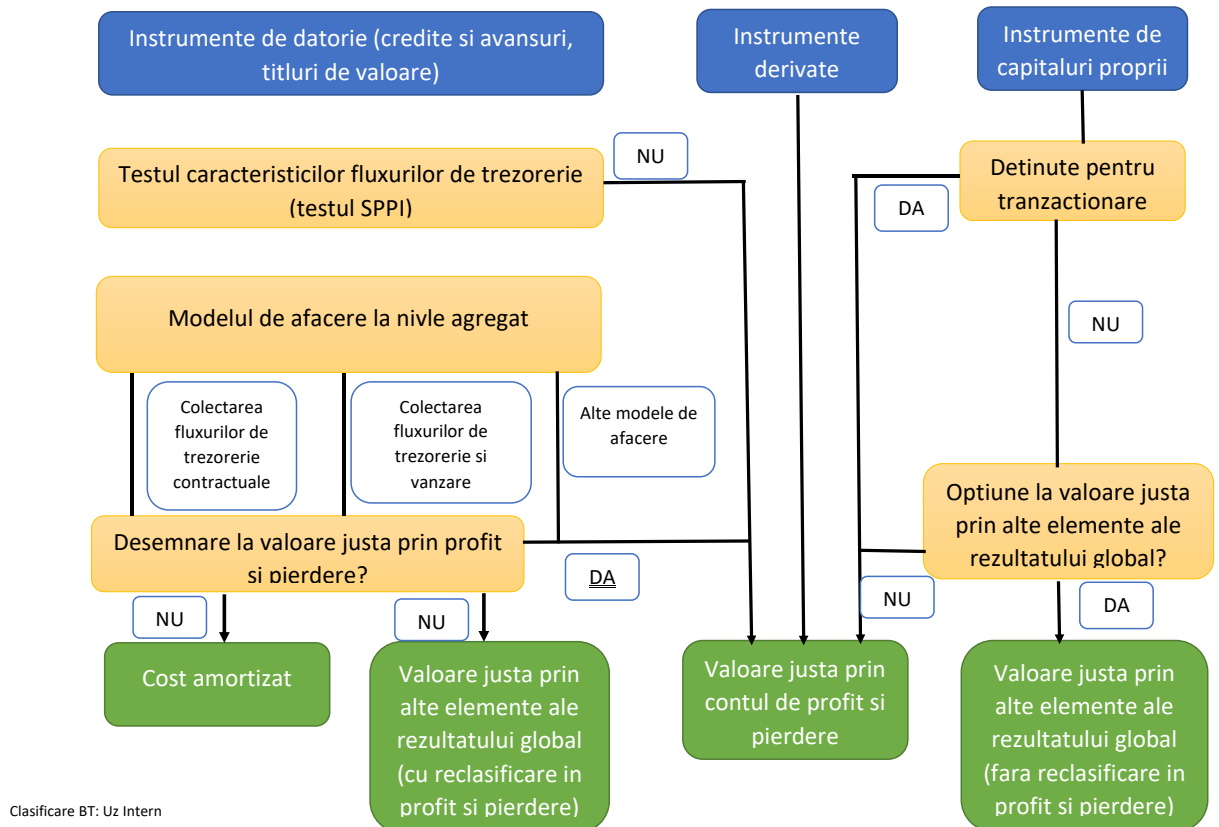 Instrumente de datorie (credite si avansuri,
titluri de valoare)
Instrumente
derivate
Instrumente de
capitaluri proprii
NU
Testul caracteristicilor fluxurilor de trezorerie
(testul SPPI)
Detinute pentru
tranzactionare
DA
Modelul de afacere la nivle agregat
NU
Colectarea
fluxurilor de
trezorerie
contractuale
Colectarea
fluxurilor de
trezorerie si
vanzare
Alte modele de
afacere
Optiune la valoare justa
prin alte elemente ale
rezultatului global?
Desemnare la valoare justa prin profit
si pierdere?
DA
NU
DA
NU
NU
Cost amortizat
Valoare justa prin
alte elemente ale
rezultatului global
(cu reclasificare in
profit si pierdere)
Valoare justa prin
contul de profit si
pierdere
Valoare justa prin
alte elemente ale
rezultatului global
(fara reclasificare in
profit si pierdere)
Clasificare BT: Uz Intern